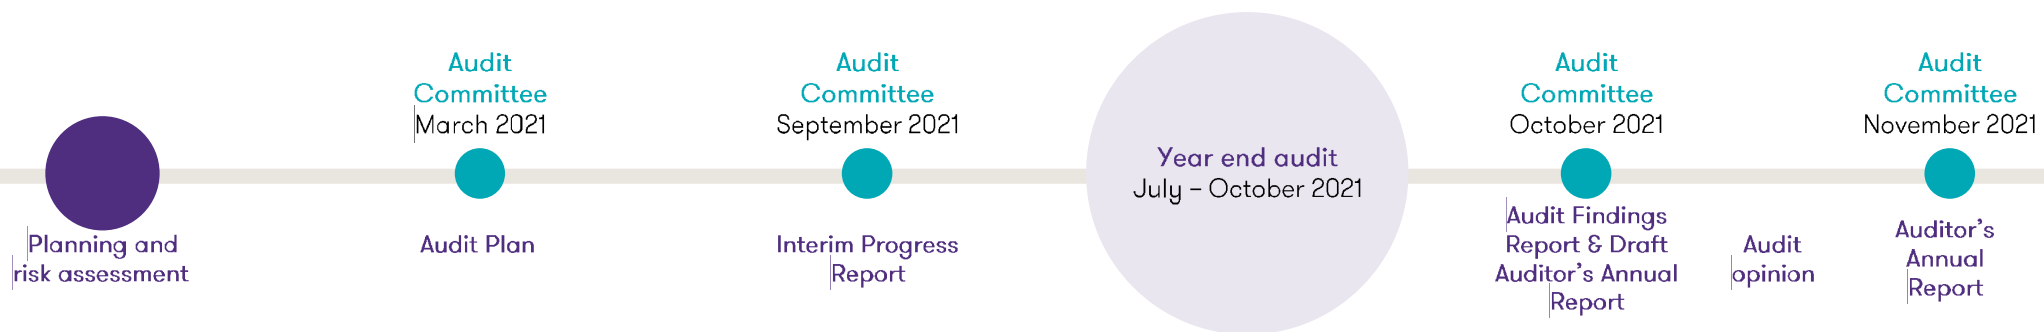 Planning and
risk assessment
Audit
Committee
March 2021
Audit Plan
Audit
Committee
September 2021
Interim Progress
Report
Year end audit
July – October 2021
Audit
Committee
October 2021
Audit Findings
Report & Draft
Auditor’s Annual
Report
Audit
opinion
Audit
Committee
November 2021
Auditor’s
Annual
Report